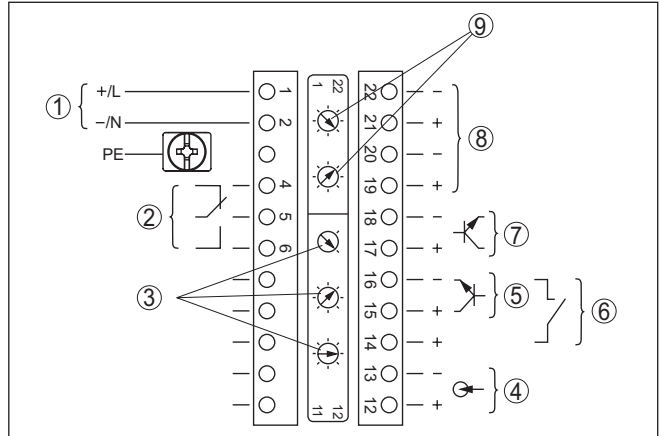 ⑨
① +/L 1 1 22 22 −
−/N 2 21 + ⑧
PE 20 −
4 19 +
② 5 18 − ⑦
6 17 +
16 − ⑤
③ 15 + ⑥
14 +
13 − ④
11 12 12 +